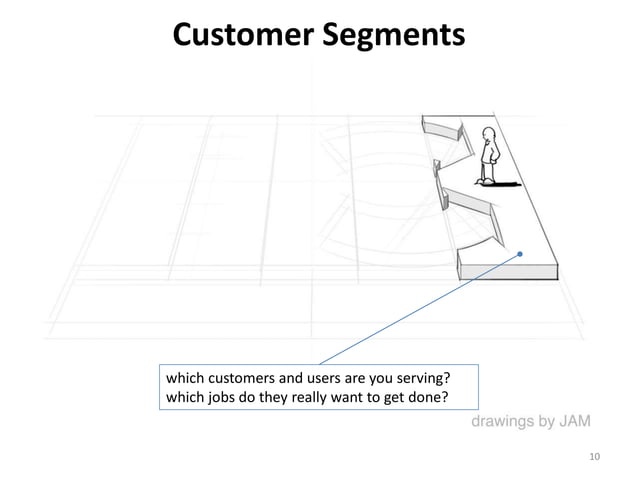 Customer Segments
which customers and users are you serving?
which jobs do they really want to get done?
drawings by JAM
10